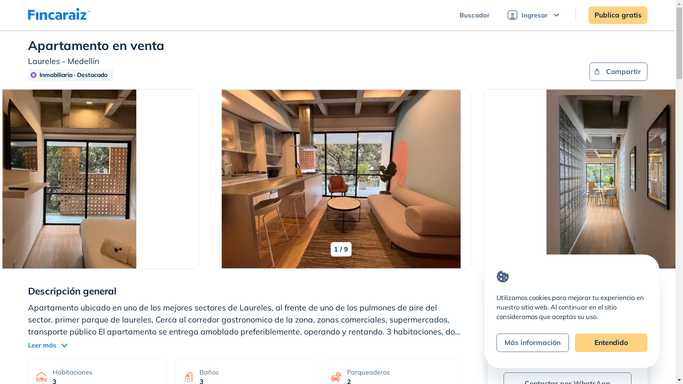 Fincaraiz
Buscador
Ingresar
Publica gratis
Apartamento en venta
Laureles - Medellín
Inmobiliaria · Destacado
Compartir
1 / 9
Descripción general
Apartamento ubicado en uno de los mejores sectores de Laureles, al frente de uno de los pulmones de aire del
sector. primer parque de laureles, Cerca al corredor gastronomico de la zona, zonas comerciales, supermercados,
transporte público El apartamento se entrega amoblado preferiblemente, operando y rentando. 3 habitaciones, do...
Leer más
Habitaciones
3
Baños
3
Parqueaderos
2
Utilizamos cookies para mejorar tu experiencia en
nuestro sitio web. Al continuar en el sitio
consideramos que aceptas su uso.
Más información
Entendido
Contactar por WhatsApp